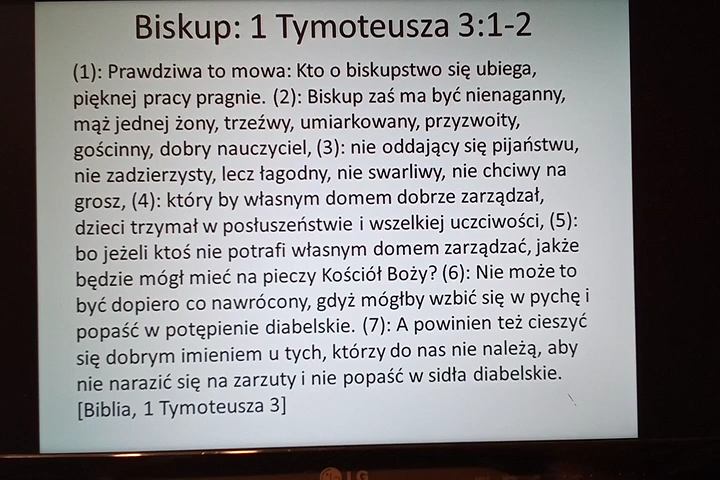 Biskup: 1 Tymoteusza 3:1-2
(1): Prawdziwa to mowa: Kto o biskupstwo się ubiega,
pięknej pracy pragnie. (2): Biskup zaś ma być nienaganny,
mąż jednej żony, trzeźwy, umiarkowany, przyzwoity,
gościnny, dobry nauczyciel, (3): nie oddający się pijaństwu,
nie zadzierzysty, lecz łagodny, nie swarliwy, nie chciwy na
grosz, (4): który by własnym domem dobrze zarządzał,
dzieci trzymał w posłuszeństwie i wszelkiej uczciwości, (5):
bo jeżeli ktoś nie potrafi własnym domem zarządzać, jakże
będzie mógł mieć na pieczy Kościół Boży? (6): Nie może to
być dopiero co nawrócony, gdyż mógłby wzbić się w pychę i
popaść w potępienie diabelskie. (7): A powinien też cieszyć
się dobrym imieniem u tych, którzy do nas nie należą, aby
nie narazić się na zarzuty i nie popaść w sidła diabelskie.
[Biblia, 1 Tymoteusza 3]
LG